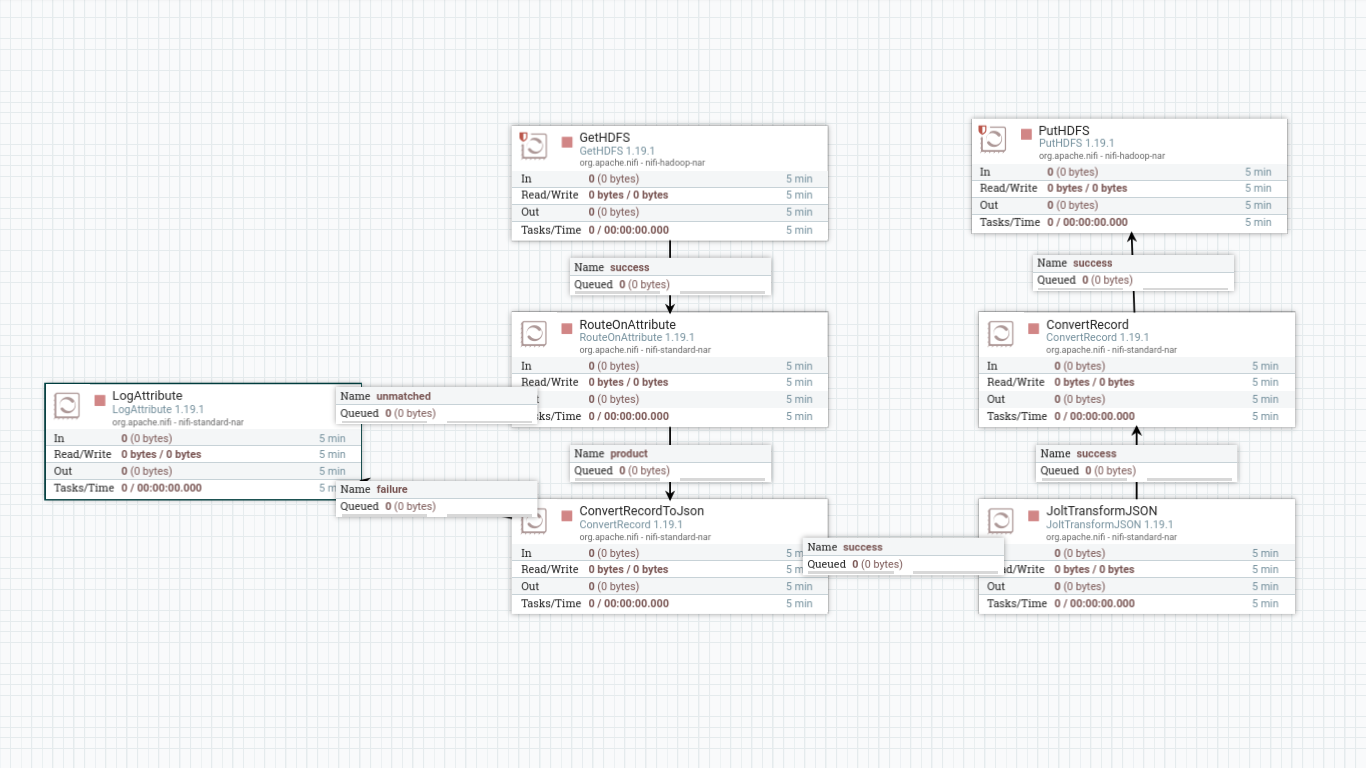 GetHDFS
GetHDFS 1.19.1
org.apache.nifi - nifi-hadoop-nar
In 0 (0 bytes) 5 min
Read/Write 0 bytes / 0 bytes 5 min
Out 0 (0 bytes) 5 min
Tasks/Time 0 / 00:00:00.000 5 min
Name success
Queued 0 (0 bytes)
RouteOnAttribute
RouteOnAttribute 1.19.1
org.apache.nifi - nifi-standard-nar
In 0 (0 bytes) 5 min
Read/Write 0 bytes / 0 bytes 5 min
0 (0 bytes) 5 min
0 / 00:00:00.000 5 min
Name unmatched
Queued 0 (0 bytes)
LogAttribute
LogAttribute 1.19.1
org.apache.nifi - nifi-standard-nar
In 0 (0 bytes) 5 min
Read/Write 0 bytes / 0 bytes 5 min
Out 0 (0 bytes) 5 min
Tasks/Time 0 / 00:00:00.000 5 m
Name failure
Queued 0 (0 bytes)
Name product
Queued 0 (0 bytes)
ConvertRecordToJson
ConvertRecord 1.19.1
org.apache.nifi - nifi-standard-nar
In 0 (0 bytes) 5 m
Read/Write 0 bytes / 0 bytes 5 m
Out 0 (0 bytes) 5 min
Tasks/Time 0 / 00:00:00.000 5 min
Name success
Queued 0 (0 bytes)
JoltTransformJSON
JoltTransformJSON 1.19.1
org.apache.nifi - nifi-standard-nar
0 (0 bytes) 5 min
ad/Write 0 bytes / 0 bytes 5 min
Out 0 (0 bytes) 5 min
Tasks/Time 0 / 00:00:00.000 5 min
Name success
Queued 0 (0 bytes)
ConvertRecord
ConvertRecord 1.19.1
org.apache.nifi - nifi-standard-nar
In 0 (0 bytes) 5 min
Read/Write 0 bytes / 0 bytes 5 min
Out 0 (0 bytes) 5 min
Tasks/Time 0 / 00:00:00.000 5 min
Name success
Queued 0 (0 bytes)
PutHDFS
PutHDFS 1.19.1
org.apache.nifi - nifi-hadoop-nar
In 0 (0 bytes) 5 min
Read/Write 0 bytes / 0 bytes 5 min
Out 0 (0 bytes) 5 min
Tasks/Time 0 / 00:00:00.000 5 min